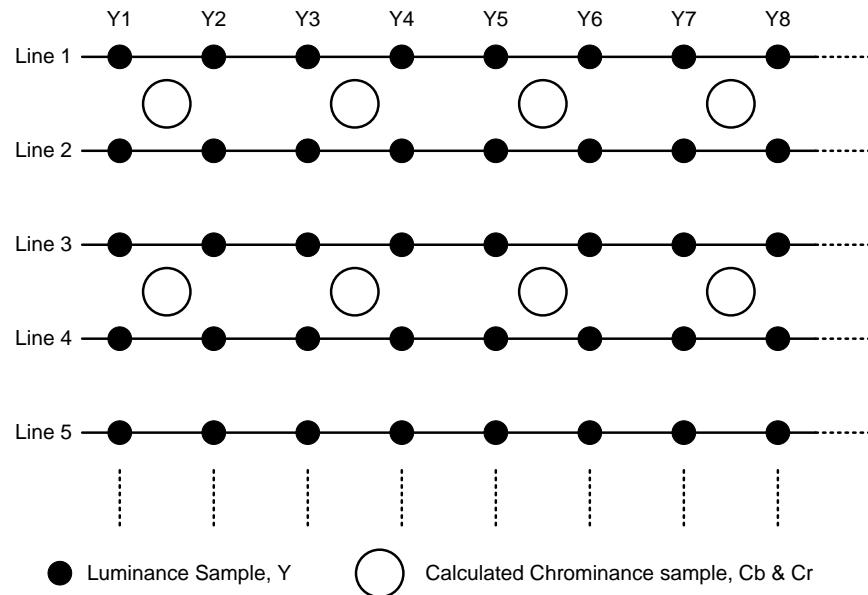 Y1 Y2 Y3 Y4 Y5 Y6 Y7 Y8
Line 1
Line 2
Line 3
Line 4
Line 5
Luminance Sample, Y
Calculated Chrominance sample, Cb & Cr